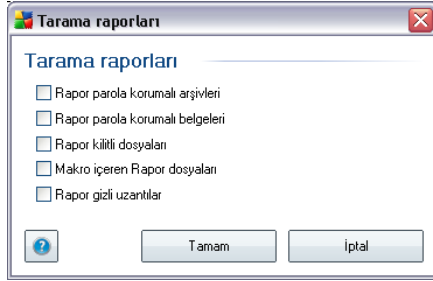 Tarama raporları
Tarama raporları
Rapor parola korumalı arşivleri
Rapor parola korumalı belgeleri
Rapor kilitli dosyaları
Makro içeren Rapor dosyaları
Rapor gizli uzantılar
?
Tamam
İptal